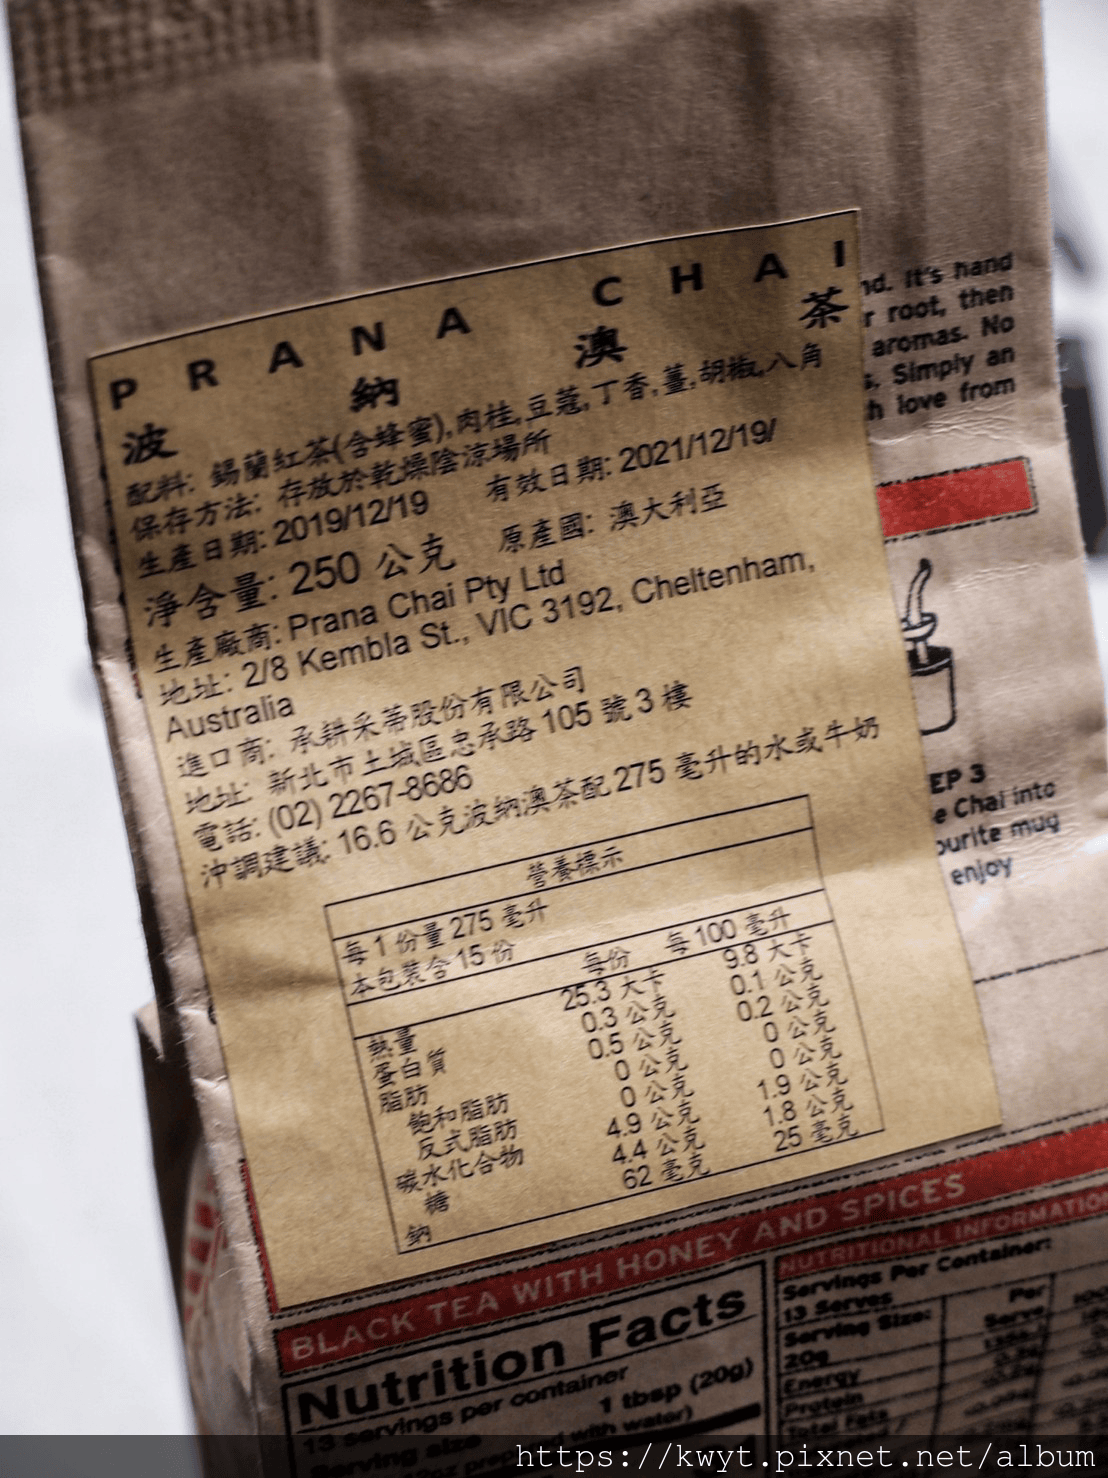 PRANA CHAI
波納澳茶
配料: 錫蘭紅茶(含蜂蜜),肉桂,豆蔻,丁香,薑,胡椒,八角
保存方法: 存放於乾燥陰涼場所
生產日期: 2019/12/19 有效日期: 2021/12/19/
淨含量: 250 公克 原產國: 澳大利亞
生產廠商: Prana Chai Pty Ltd
地址: 2/8 Kembla St., VIC 3192, Cheltenham,
Australia
進口商: 承耕采蒂股份有限公司
地址: 新北市土城區忠承路 105 號 3 樓
電話: (02) 2267-8686
沖調建議: 16.6 公克波納澳茶配 275 毫升的水或牛奶
營養標示
每 1 份量 275 毫升
本包裝含 15 份
每份 每 100 毫升
熱量 25.3 大卡 9.8 大卡
蛋白質 0.3 公克 0.1 公克
脂肪 0.5 公克 0.2 公克
飽和脂肪 0 公克 0 公克
反式脂肪 0 公克 0 公克
碳水化合物 4.9 公克 1.9 公克
糖 4.4 公克 1.8 公克
鈉 62 毫克 25 毫克
nd. It's hand
r root, then
aromas. No
s. Simply an
h love from
EP 3
e Chai into
ourite mug
enjoy
BLACK TEA WITH HONEY AND SPICES
Nutrition Facts
13 servings per container
Serving size 1 tbsp (20g)
prepared with water)
NUTRITIONAL INFORMATION
Servings Per Container:
13 Serves
Serving Size:
20g
Per
Serve
Energy
Protein
Total Fats
https://kwyt.pixnet.net/album